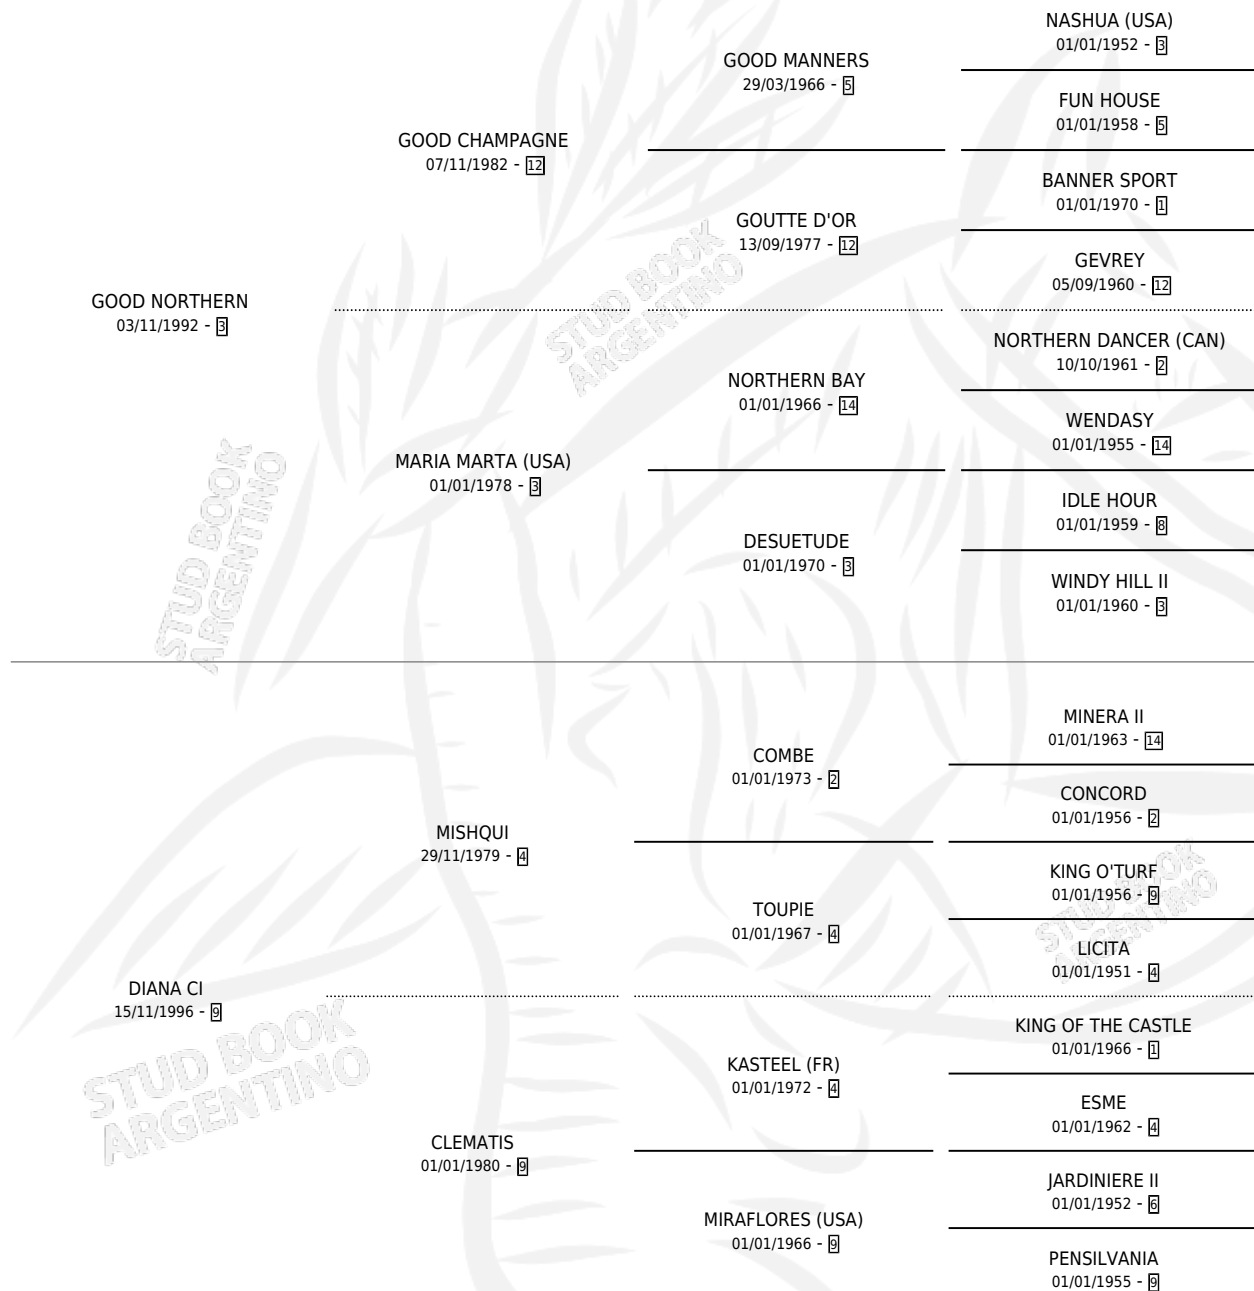 NASHUA (USA)
01/01/1952 - 3
GOOD MANNERS
29/03/1966 - 5
FUN HOUSE
01/01/1958 - 5
GOOD CHAMPAGNE
07/11/1982 - 12
BANNER SPORT
01/01/1970 - 1
GOUTTE D'OR
13/09/1977 - 12
GEVREY
05/09/1960 - 12
GOOD NORTHERN
03/11/1992 - 3
NORTHERN DANCER (CAN)
10/10/1961 - 2
NORTHERN BAY
01/01/1966 - 14
WENDASY
01/01/1955 - 14
MARIA MARTA (USA)
01/01/1978 - 3
IDLE HOUR
01/01/1959 - 8
DESUETUDE
01/01/1970 - 3
WINDY HILL II
01/01/1960 - 3
MINERA II
01/01/1963 - 14
COMBE
01/01/1973 - 2
CONCORD
01/01/1956 - 2
MISHQUI
29/11/1979 - 4
KING O'TURF
01/01/1956 - 9
TOUPIE
01/01/1967 - 4
LICITA
01/01/1951 - 4
DIANA CI
15/11/1996 - 9
KING OF THE CASTLE
01/01/1966 - 1
KASTEEL (FR)
01/01/1972 - 4
ESME
01/01/1962 - 4
CLEMATIS
01/01/1980 - 9
JARDINIERE II
01/01/1952 - 6
MIRAFLORES (USA)
01/01/1966 - 9
PENSILVANIA
01/01/1955 - 9
STUD BOOK
ARGENTINO
STUD BOOK
ARGENTINO
STUD BOOK
ARGENTINO
STUD BOOK
ARGENTINO